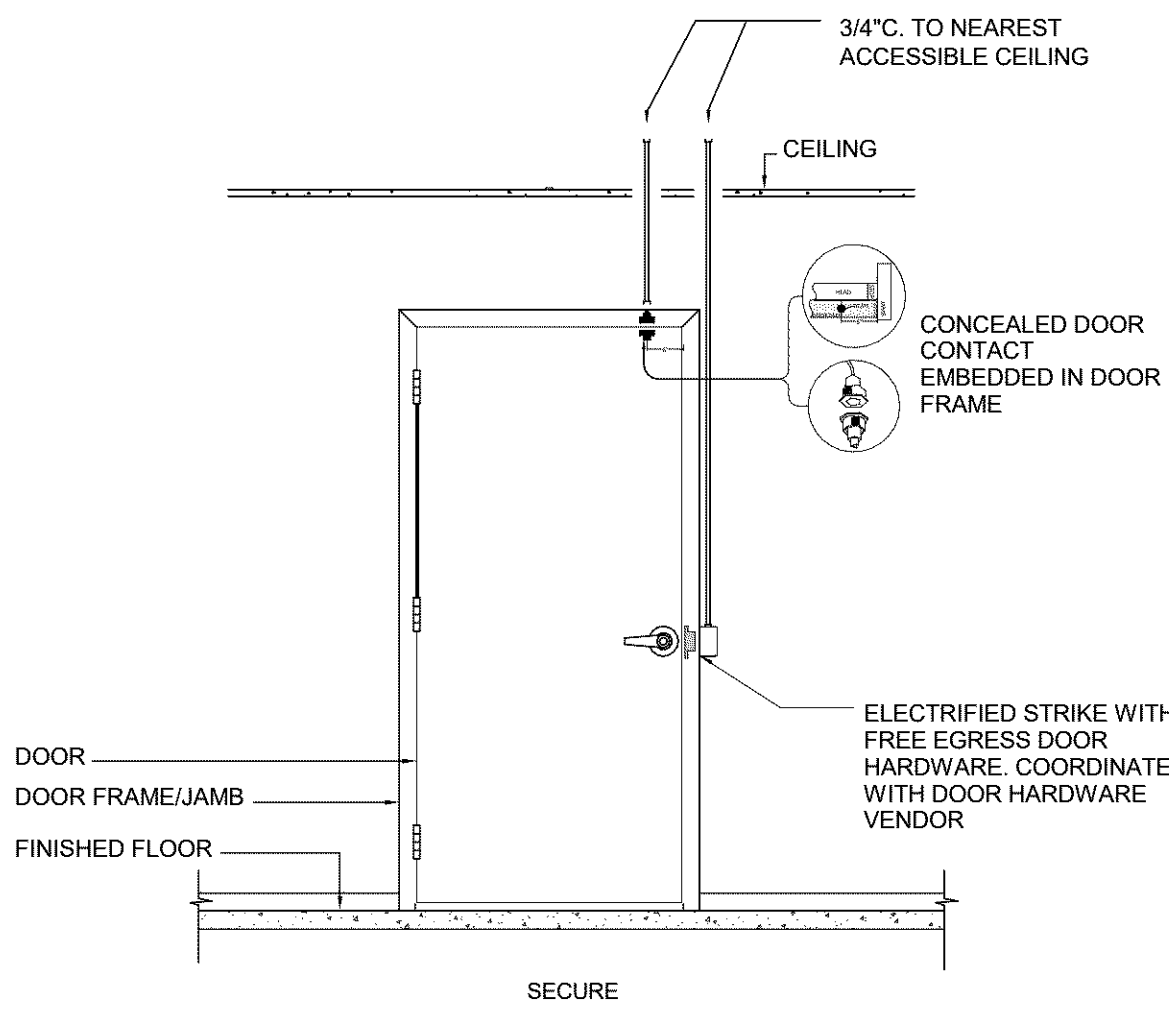 3/4"C. TO NEAREST
ACCESSIBLE CEILING
CEILING
HEAD
CONCEALED DOOR
CONTACT
EMBEDDED IN DOOR
FRAME
ELECTRIFIED STRIKE WITH
FREE EGRESS DOOR
HARDWARE. COORDINATE
WITH DOOR HARDWARE
VENDOR
DOOR
DOOR FRAME/JAMB
FINISHED FLOOR
SECURE